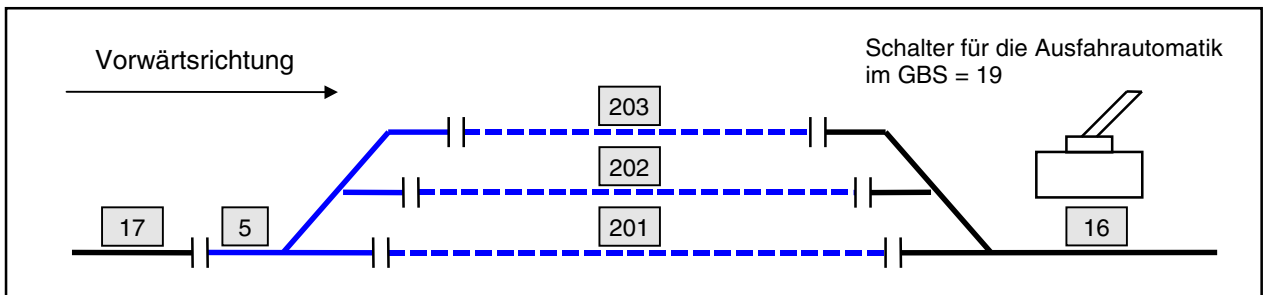 Vorwärtsrichtung
Schalter für die Ausfahrautomatik
im GBS = 19
203
202
17
5
201
16